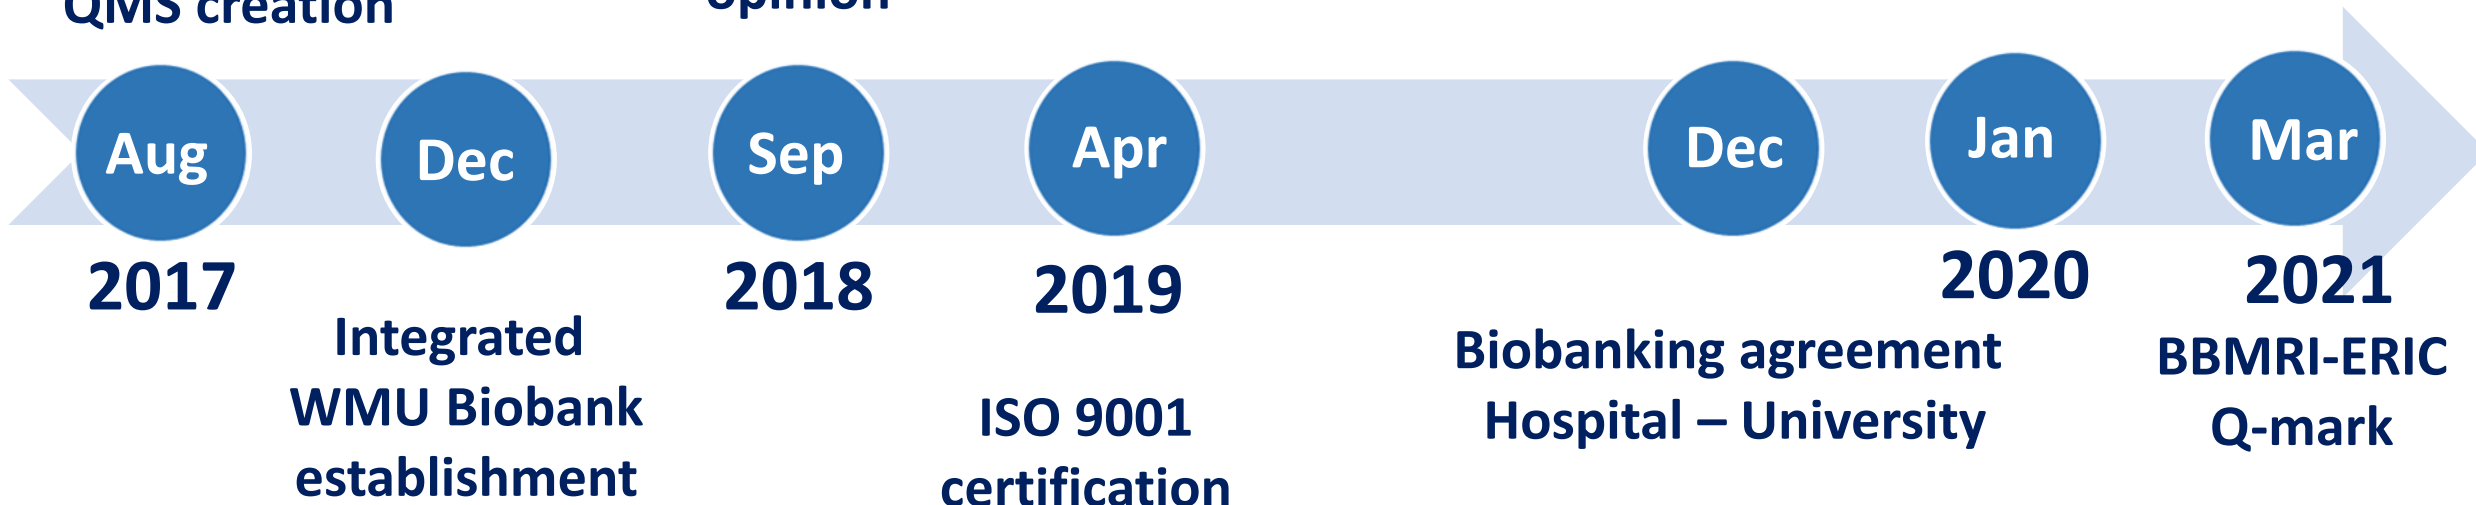 QMS creation
opinion
Aug
Dec
Sep
Apr
Dec
Jan
Mar
2017
2018
2019
2020
2021
Integrated
WMU Biobank
establishment
ISO 9001
certification
Biobanking agreement
Hospital – University
BBMRI-ERIC
Q-mark